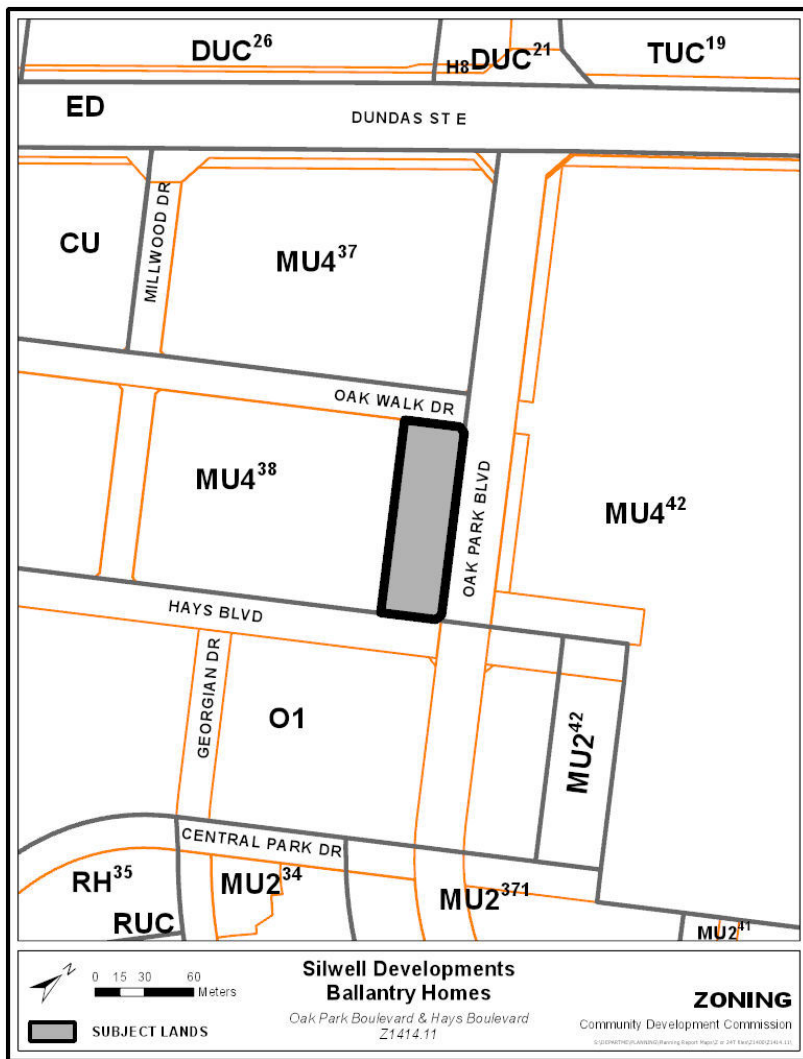 DUC26
H8
DUC21
TUC19
ED
DUNDAS ST E
MILLWOOD DR
CU
MU437
OAK WALK DR
MU438
OAK PARK BLVD
MU442
HAYS BLVD
GEORGIAN DR
O1
MU242
CENTRAL PARK DR
RH35
MU234
MU2371
RUC
MU241
N
0 15 30 60
Meters
SUBJECT LANDS
Silwell Developments
Ballantry Homes
Oak Park Boulevard & Hays Boulevard
Z1414.11
ZONING
Community Development Commission